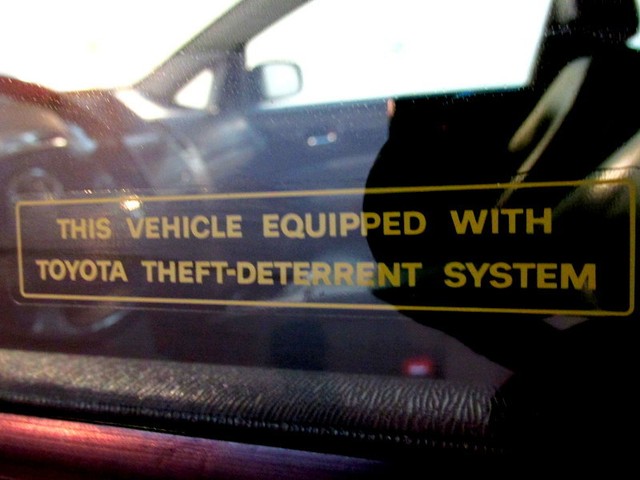 THIS VEHICLE EQUIPPED WITH
TOYOTA THEFT-DETERRENT SYSTEM